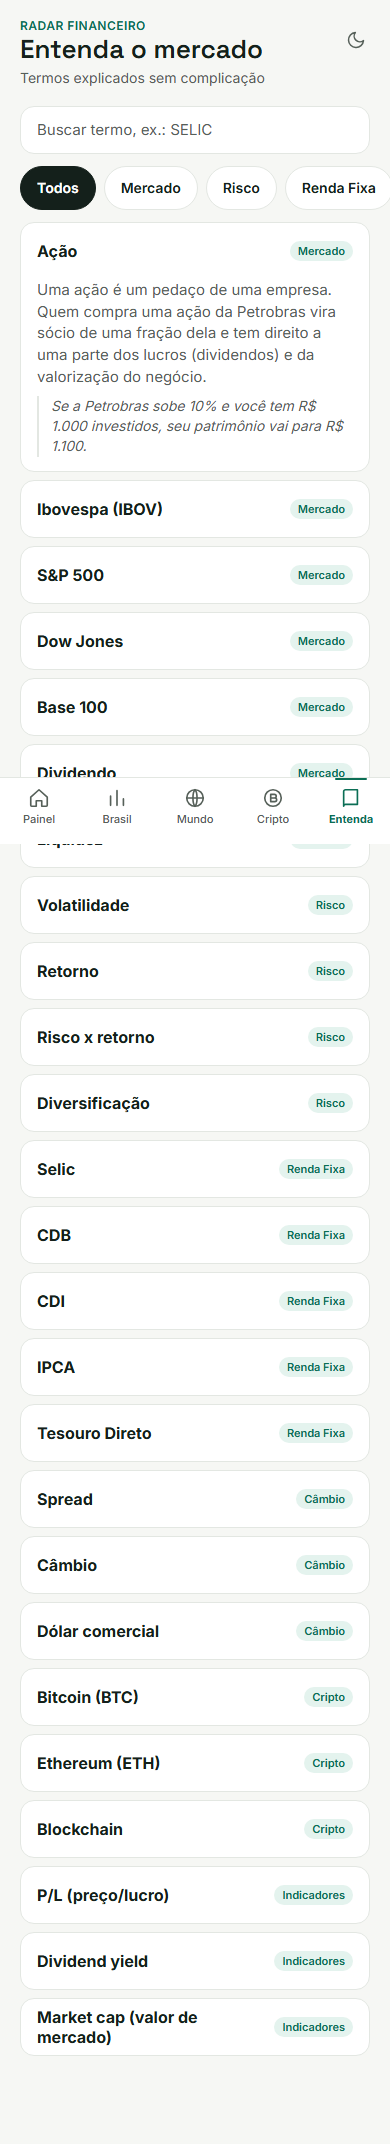 RADAR FINANCEIRO
Entenda o mercado
Termos explicados sem complicação
Buscar termo, ex.: SELIC
Todos
Mercado
Risco
Renda Fixa
Ação
Mercado
Uma ação é um pedaço de uma empresa.
Quem compra uma ação da Petrobras vira
sócio de uma fração dela e tem direito a
uma parte dos lucros (dividendos) e da
valorização do negócio.
Se a Petrobras sobe 10% e você tem R$
1.000 investidos, seu patrimônio vai para R$
1.100.
Ibovespa (IBOV)
Mercado
S&P 500
Mercado
Dow Jones
Mercado
Base 100
Mercado
Dividendo
Mercado
Painel
Brasil
Mundo
Cripto
Entenda
Volatilidade
Risco
Retorno
Risco
Risco x retorno
Risco
Diversificação
Risco
Selic
Renda Fixa
CDB
Renda Fixa
CDI
Renda Fixa
IPCA
Renda Fixa
Tesouro Direto
Renda Fixa
Spread
Câmbio
Câmbio
Câmbio
Dólar comercial
Câmbio
Bitcoin (BTC)
Cripto
Ethereum (ETH)
Cripto
Blockchain
Cripto
P/L (preço/lucro)
Indicadores
Dividend yield
Indicadores
Market cap (valor de
mercado)
Indicadores